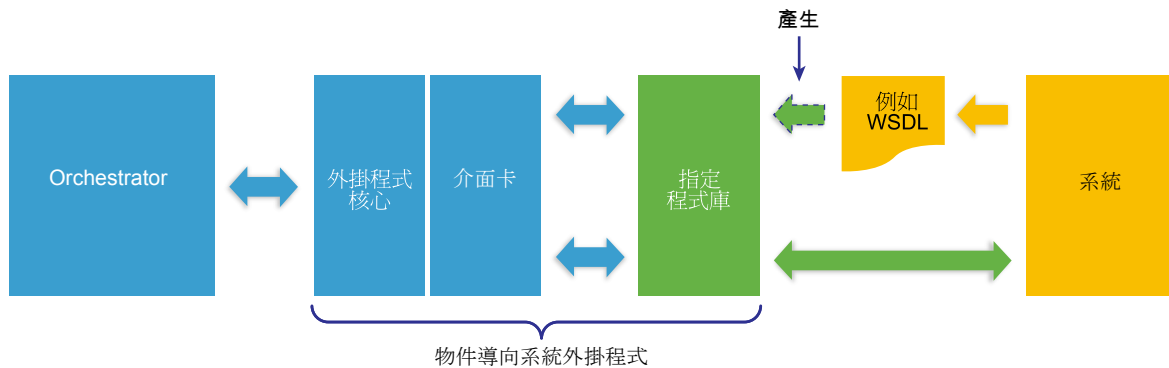 產生
Orchestrator
外掛程式
核心
介面卡
指定
程式庫
例如
WSDL
系統
物件導向系統外掛程式